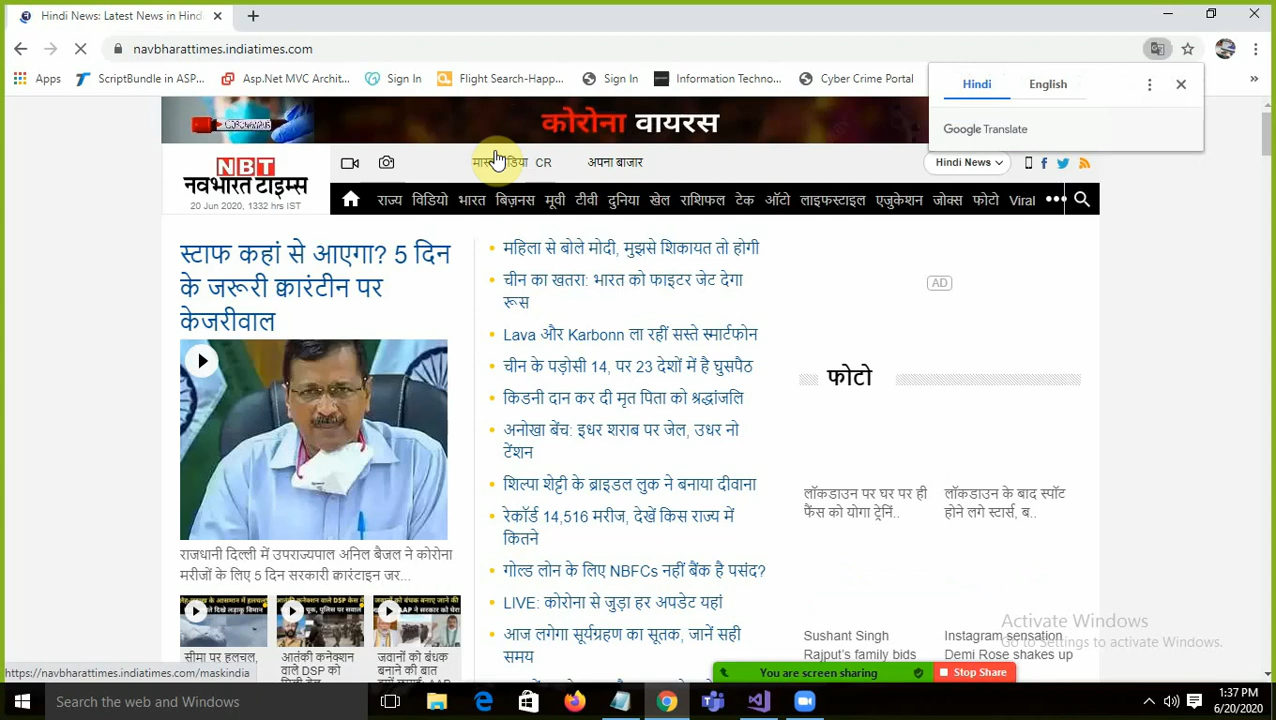 Hindi News: Latest News in Hind
navbharattimes.indiatimes.com
Apps
ScriptBundle in ASP...
Asp.Net MVC Archit...
Sign In
Flight Search-Happ...
Sign In
Information Techno...
Cyber Crime Portal
»
Hindi
English
Google Translate
CORONAVIRUS
कोरोना वायरस
NBT
नवभारत टाइम्स
20 Jun 2020, 1332 hrs IST
CR
अपना बाजार
Hindi News
राज्य विडियो भारत बिज़नस मूवी टीवी दुनिया खेल राशिफल टेक ऑटो लाइफस्टाइल एजुकेशन जोक्स फोटो Viral
स्टाफ कहां से आएगा? 5 दिन
के जरूरी क्वारंटीन पर
केजरीवाल
राजधानी दिल्ली में उपराज्यपाल अनिल बैजल ने कोरोना
मरीजों के लिए 5 दिन सरकारी क्वारंटाइन जर...
सीमा पर हलचल,
आतंकी कनेक्शन
वाले DSP को
जवानों को बंधक
बनाने की बात
महिला से बोले मोदी, मुझसे शिकायत तो होगी
चीन का खतरा: भारत को फाइटर जेट देगा
रूस
Lava और Karbonn ला रहीं सस्ते स्मार्टफोन
चीन के पड़ोसी 14, पर 23 देशों में है घुसपैठ
किडनी दान कर दी मृत पिता को श्रद्धांजलि
अनोखा बेंच: इधर शराब पर जेल, उधर नो
टेंशन
शिल्पा शेट्टी के ब्राइडल लुक ने बनाया दीवाना
रेकॉर्ड 14,516 मरीज, देखें किस राज्य में
कितने
गोल्ड लोन के लिए NBFCs नहीं बैंक है पसंद?
LIVE: कोरोना से जुड़ा हर अपडेट यहां
आज लगेगा सूर्यग्रहण का सूतक, जानें सही
समय
AD
फोटो
लॉकडाउन पर घर पर ही
फैंस को योगा ट्रेनिं..
लॉकडाउन के बाद स्पॉट
होने लगे स्टार्स, ब..
Sushant Singh
Rajput's family bids
Instagram sensation
Demi Rose shakes up
Activate Windows
Go to Settings to activate Windows.
https://navbharattimes.indiatimes.com/maskindia
You are screen sharing
Stop Share
Search the web and Windows
1:37 PM
6/20/2020